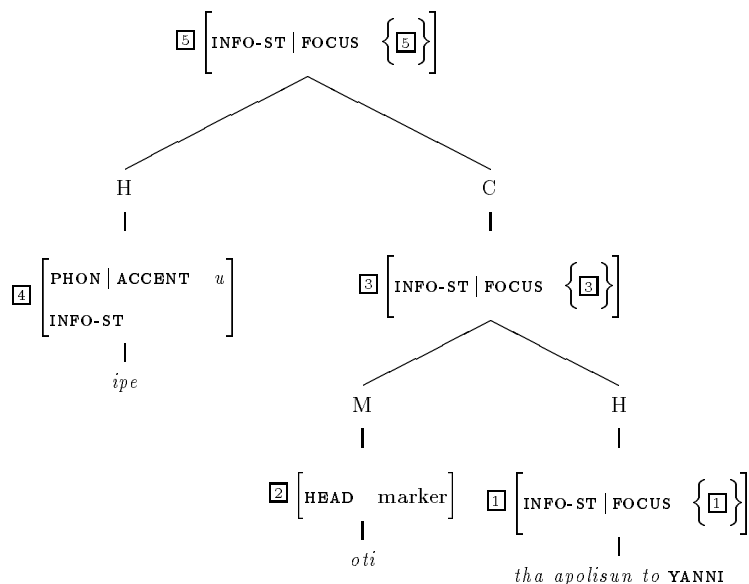 5 [INFO-ST | FOCUS {5}]
H C
4 [PHON | ACCENT u
INFO-ST]
3 [INFO-ST | FOCUS {3}]
ipe
M H
2 [HEAD marker] 1 [INFO-ST | FOCUS {1}]
oti
tha apolisun to YANNI